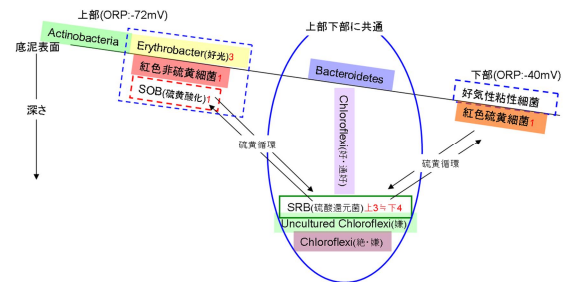 上部(ORP:-72mV)
上部下部に共通
Actinobacteria
底泥表面
Erythrobacter(好光)3
紅色非硫黄細菌1
SOB(硫黄酸化)1
Bacteroidetes
下部(ORP:-40mV)
好気性粘性細菌
紅色硫黄細菌1
深さ
Chloroflexi(好・通好)
硫黄循環
硫黄循環
SRB(硫酸還元菌)上3≒下4
Uncultured Chloroflexi(嫌)
Chloroflexi(絶・嫌)